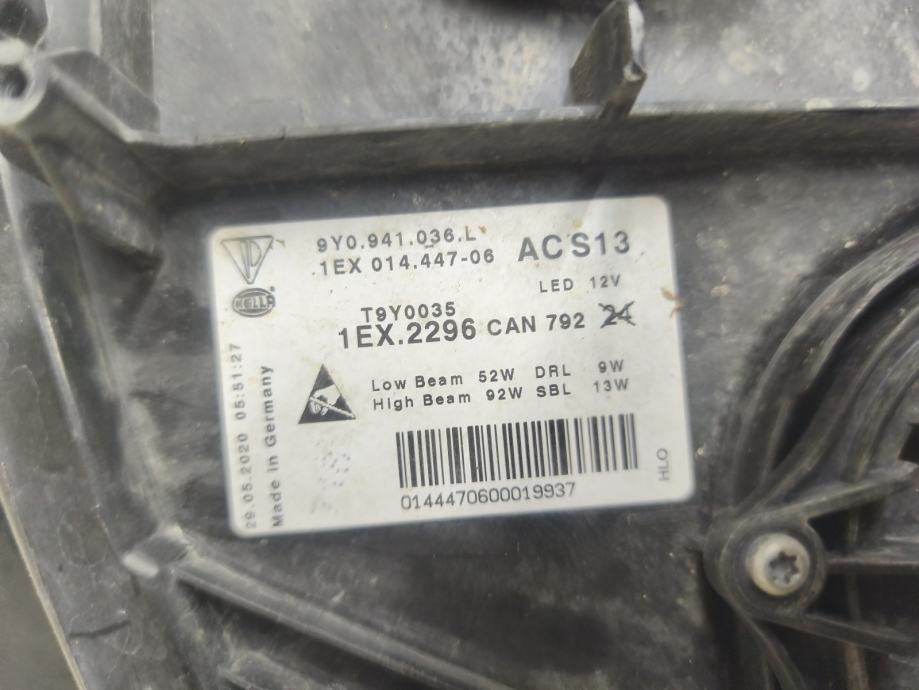 9Y0.941.036.L
1EX 014.447-06
ACS13
LED 12V
HELLA
T9Y0035
1EX.2296 CAN 792 24
Low Beam 52W DRL 9W
High Beam 92W SBL 13W
29.05.2020 05:51:27
Made in Germany
0144470600019937
HLO